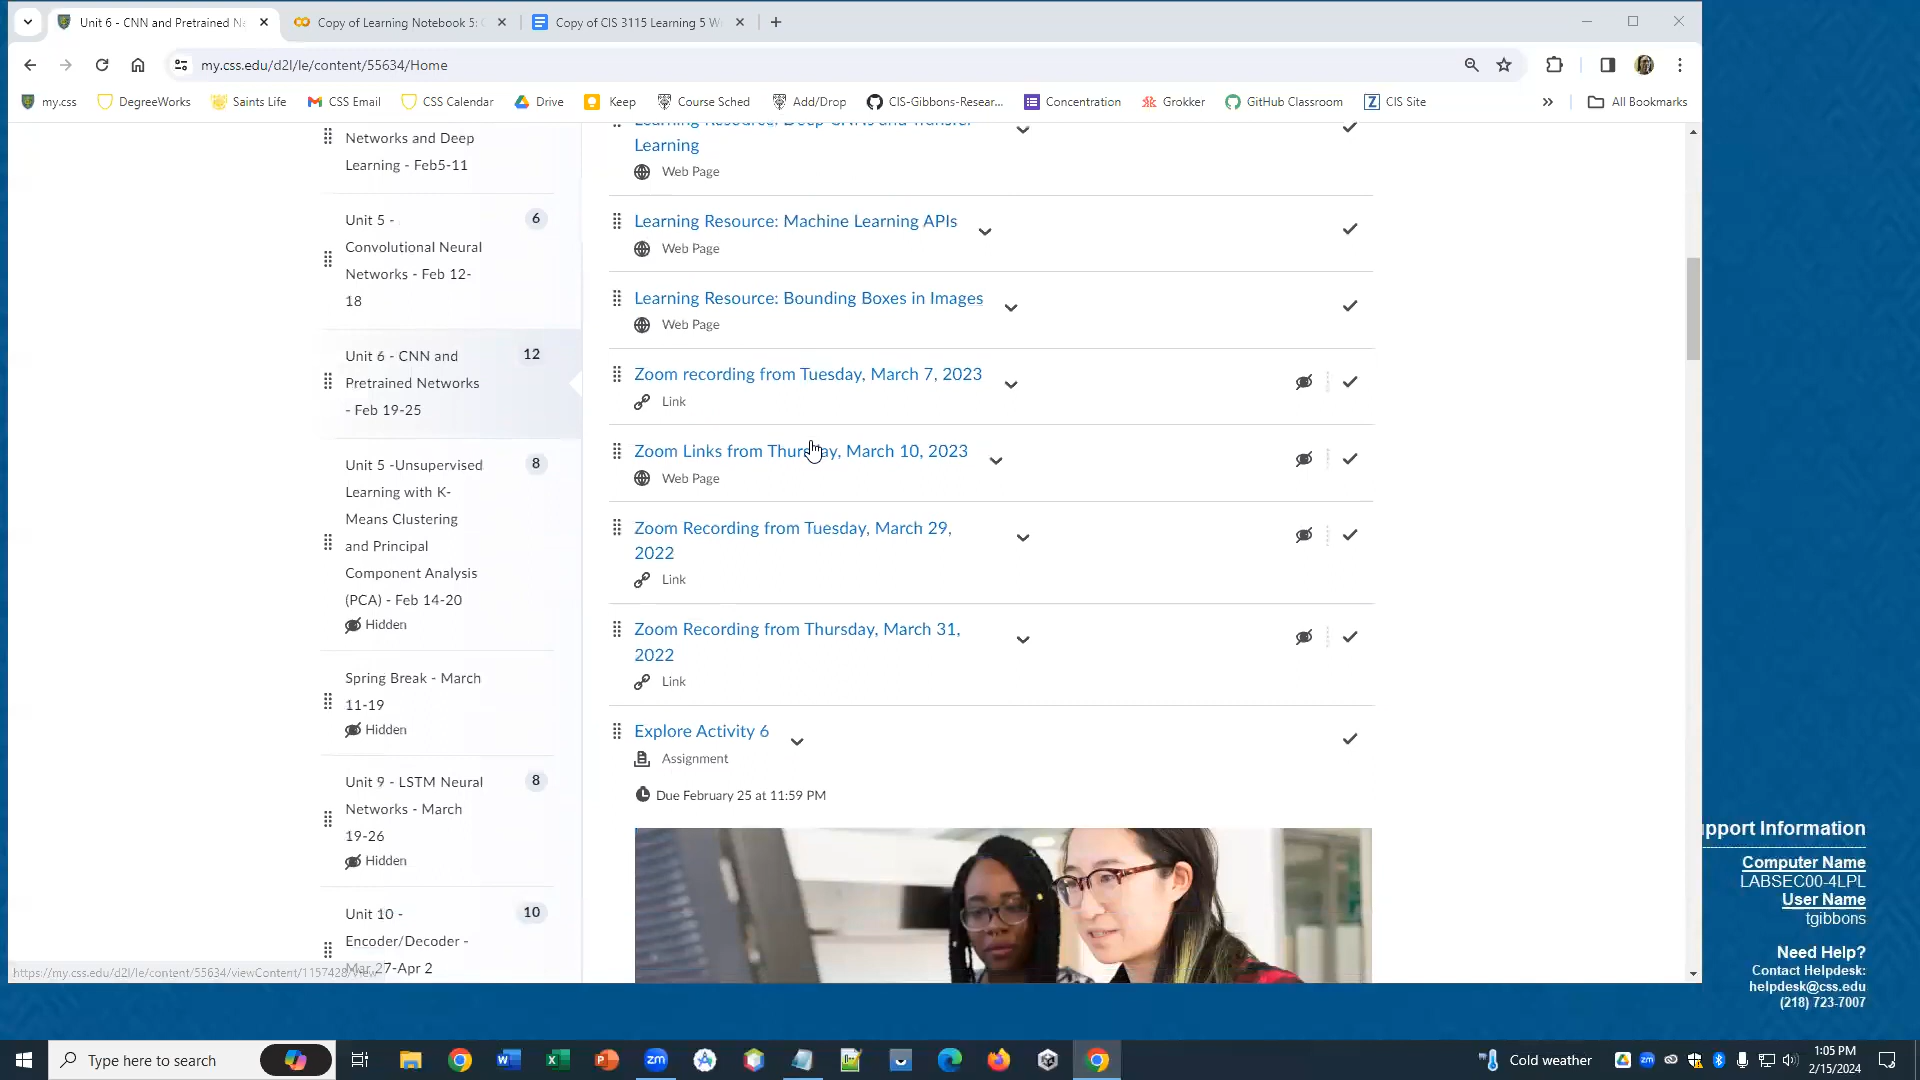 Unit 6 - CNN and Pretrained Ne
Copy of Learning Notebook 5: C
Copy of CIS 3115 Learning 5 W
my.css.edu/d2l/le/content/55634/Home
my.css
DegreeWorks
Saints Life
CSS Email
CSS Calendar
Drive
Keep
Course Sched
Add/Drop
CIS-Gibbons-Resear...
Concentration
Grokker
GitHub Classroom
CIS Site
All Bookmarks
Networks and Deep
Learning - Feb5-11
Unit 5 -
Convolutional Neural
Networks - Feb 12-
18
6
Unit 6 - CNN and
Pretrained Networks
- Feb 19-25
12
Unit 5 -Unsupervised
Learning with K-
Means Clustering
and Principal
Component Analysis
(PCA) - Feb 14-20
Hidden
8
Spring Break - March
11-19
Hidden
Unit 9 - LSTM Neural
Networks - March
19-26
Hidden
8
Unit 10 -
Encoder/Decoder -
Mar 27-Apr 2
10
Learning Resource: Deep CNNs and Transfer
Learning
Web Page
Learning Resource: Machine Learning APIs
Web Page
Learning Resource: Bounding Boxes in Images
Web Page
Zoom recording from Tuesday, March 7, 2023
Link
Zoom Links from Thursday, March 10, 2023
Web Page
Zoom Recording from Tuesday, March 29,
2022
Link
Zoom Recording from Thursday, March 31,
2022
Link
Explore Activity 6
Assignment
Due February 25 at 11:59 PM
https://my.css.edu/d2l/le/content/55634/viewContent/1157428/View
pport Information
Computer Name
LABSEC00-4LPL
User Name
tgibbons
Need Help?
Contact Helpdesk:
helpdesk@css.edu
(218) 723-7007
Type here to search
Cold weather
1:05 PM
2/15/2024